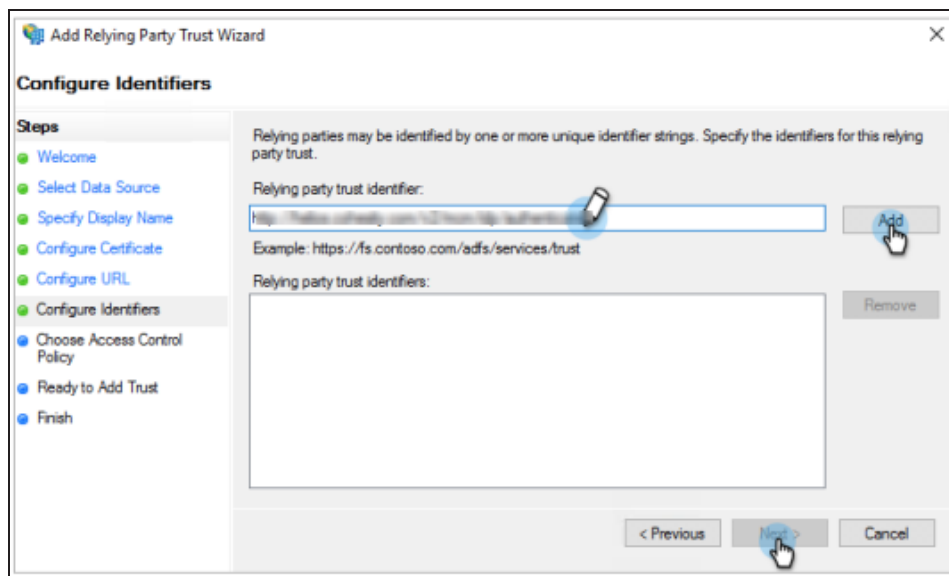 Add Relying Party Trust Wizard
Configure Identifiers
Steps
Welcome
Select Data Source
Specify Display Name
Configure Certificate
Configure URL
Configure Identifiers
Choose Access Control
Policy
Ready to Add Trust
Finish
Relying parties may be identified by one or more unique identifier strings. Specify the identifiers for this relying
party trust.
Relying party trust identifier:
Add
Example: https://fs.contoso.com/adfs/services/trust
Relying party trust identifiers:
Remove
< Previous
Next >
Cancel